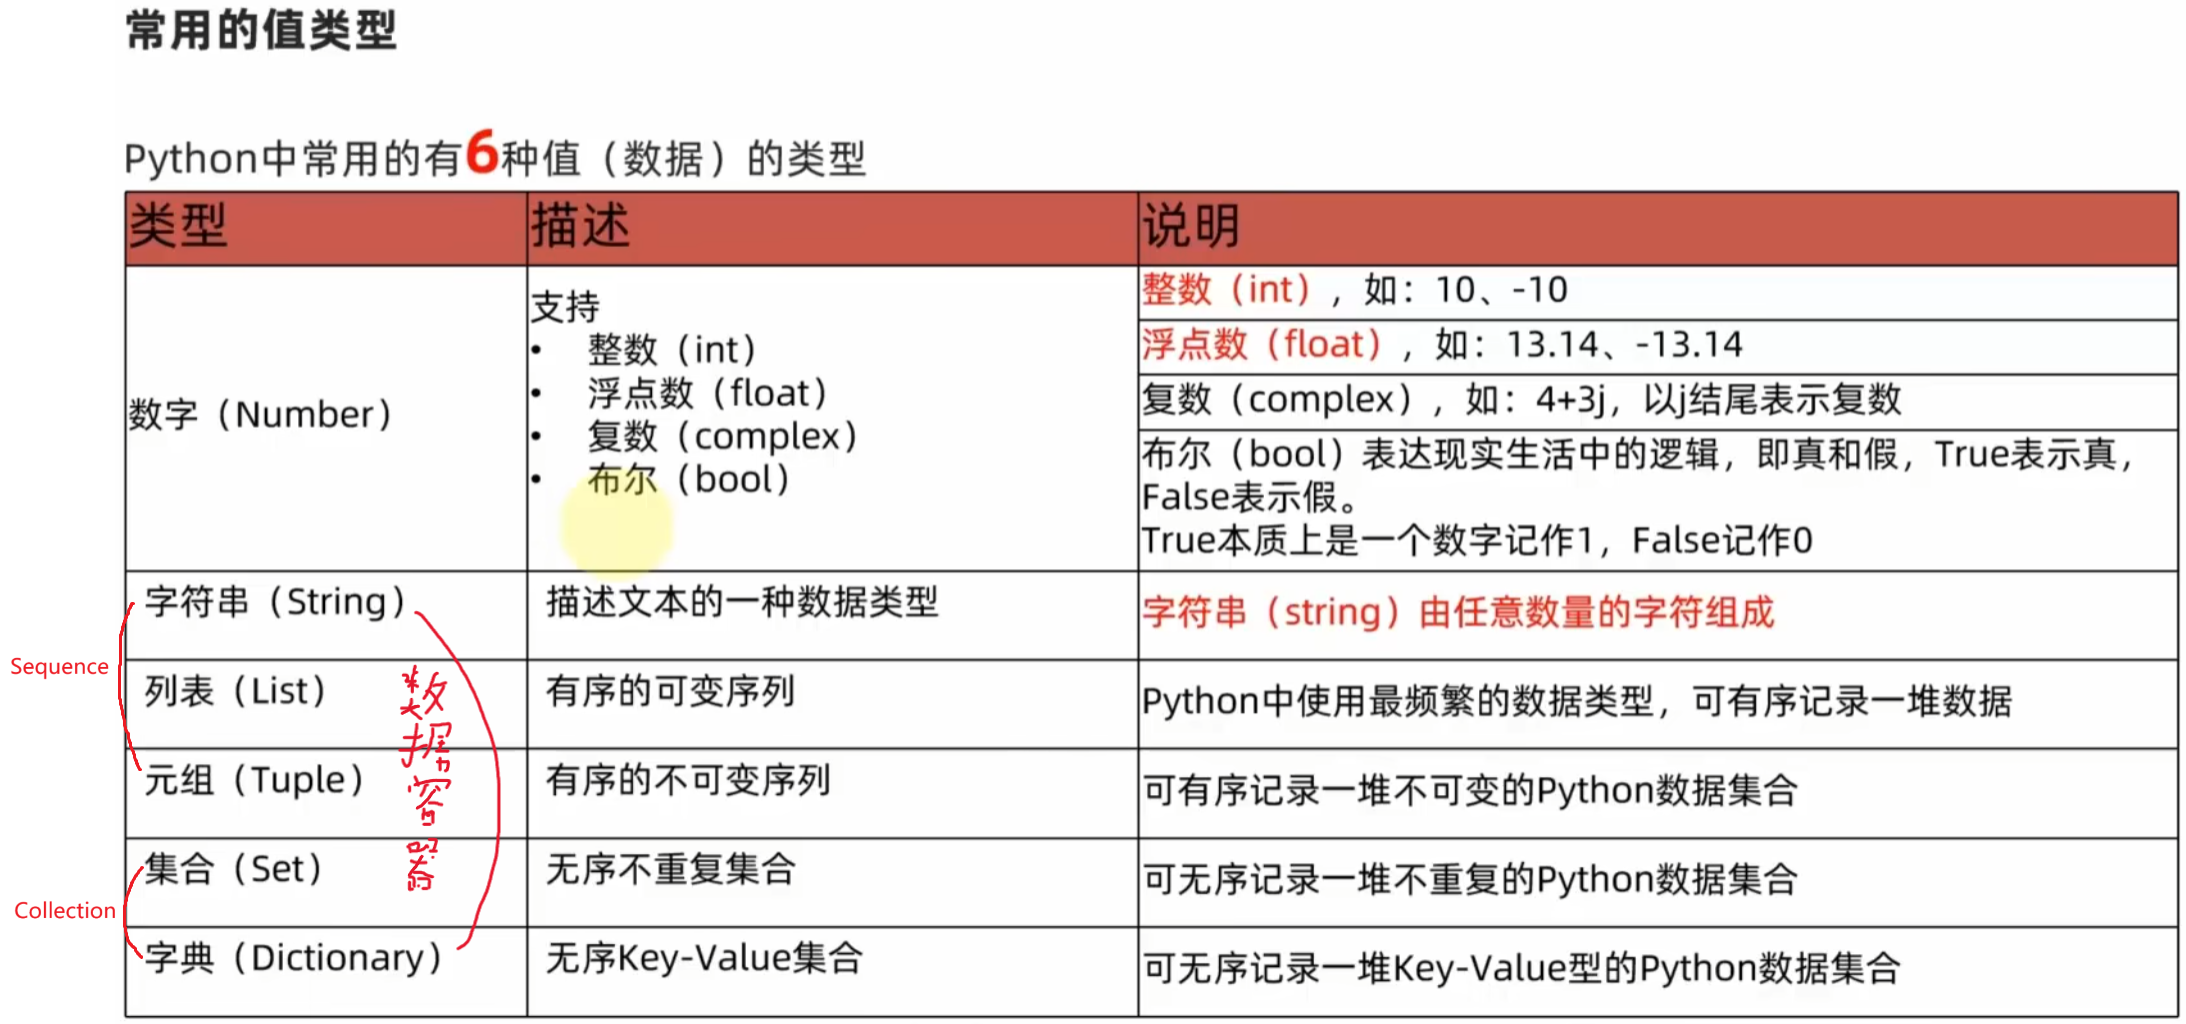 常用的值类型
Python中常用的有6种值（数据）的类型
类型
描述
说明
数字（Number）
支持
• 整数（int）
• 浮点数（float）
• 复数（complex）
• 布尔（bool）
整数（int），如：10、-10
浮点数（float），如：13.14、-13.14
复数（complex），如：4+3j，以j结尾表示复数
布尔（bool）表达现实生活中的逻辑，即真和假，True表示真，
False表示假。
True本质上是一个数字记作1，False记作0
字符串（String）
描述文本的一种数据类型
字符串（string）由任意数量的字符组成
Sequence
列表（List）
有序的可变序列
Python中使用最频繁的数据类型，可有序记录一堆数据
数据容器
元组（Tuple）
有序的不可变序列
可有序记录一堆不可变的Python数据集合
集合（Set）
无序不重复集合
可无序记录一堆不重复的Python数据集合
Collection
字典（Dictionary）
无序Key-Value集合
可无序记录一堆Key-Value型的Python数据集合